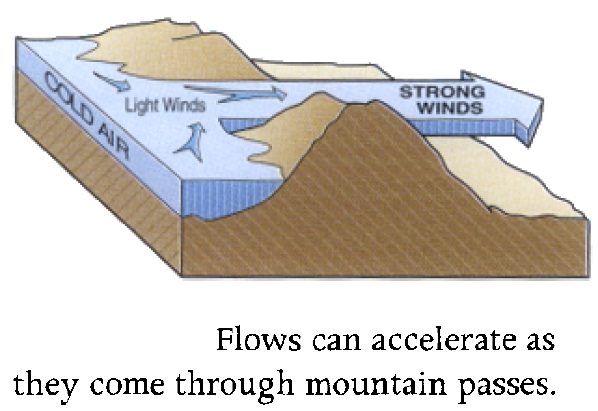 STRONG
WINDS
Light Winds
COLD AIR
Flows can accelerate as
they come through mountain passes.